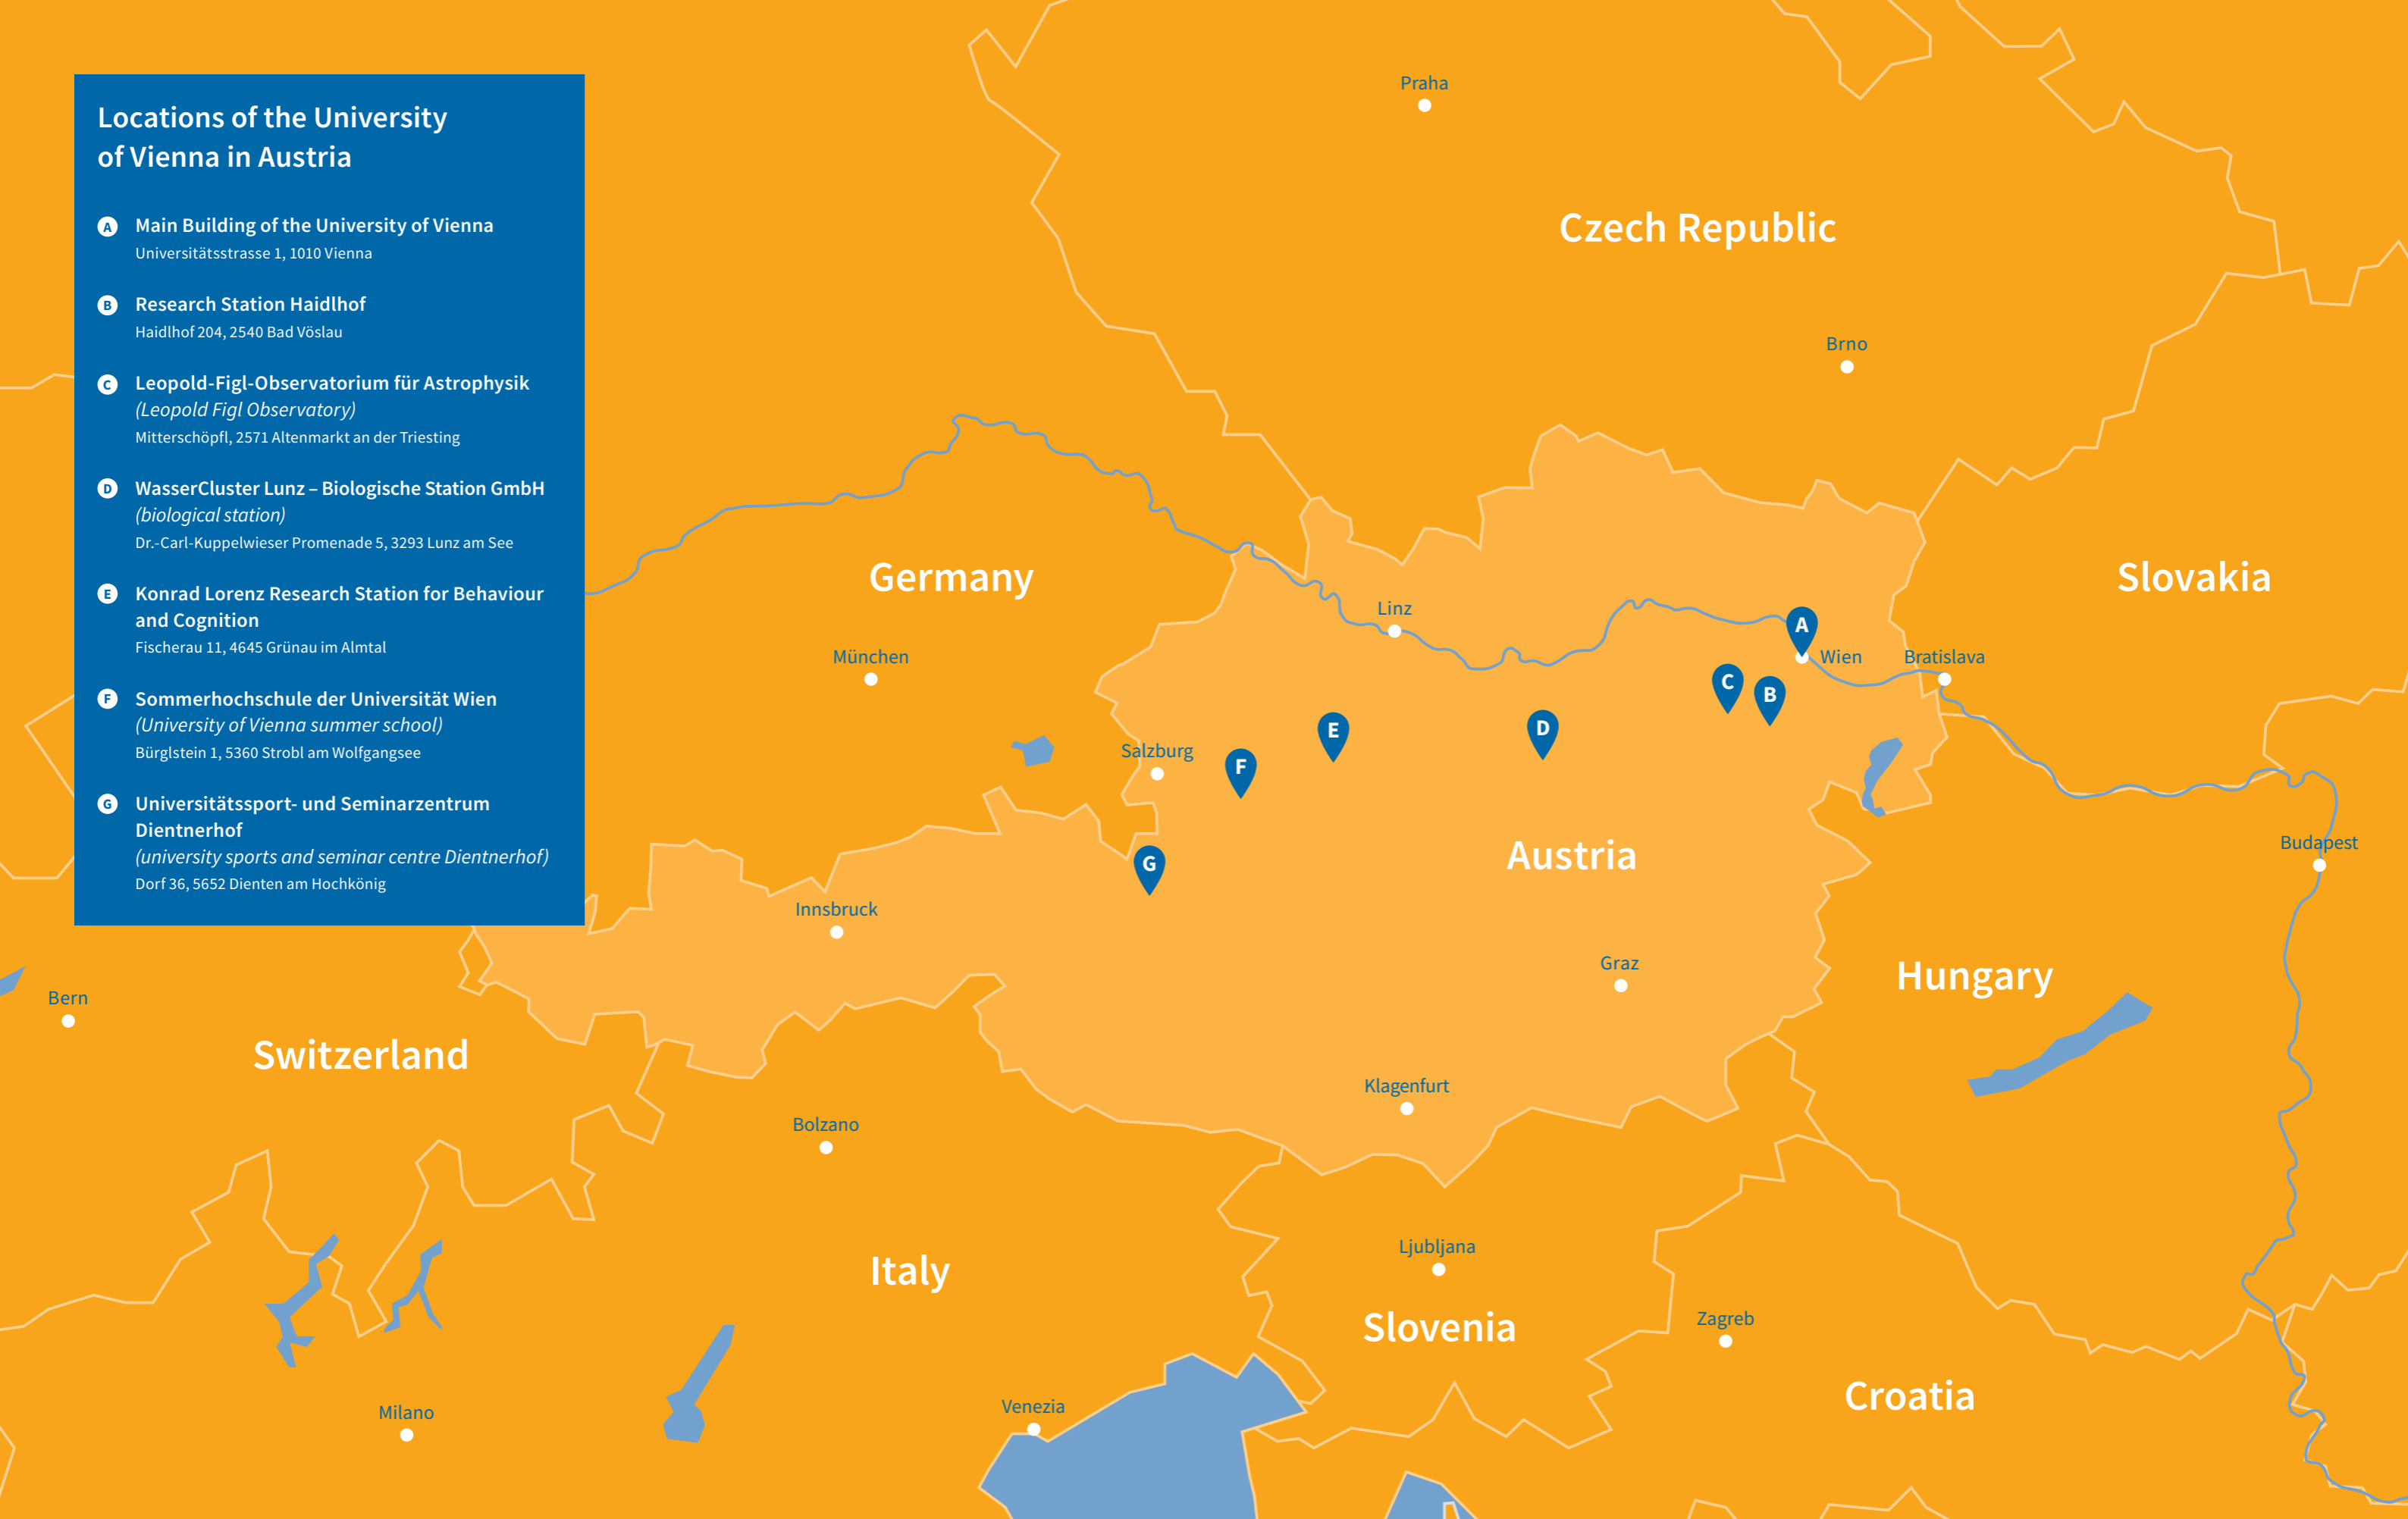 Locations of the University
of Vienna in Austria
A Main Building of the University of Vienna
Universitätsstrasse 1, 1010 Vienna
B Research Station Haidlhof
Haidlhof 204, 2540 Bad Vöslau
C Leopold-Figl-Observatorium für Astrophysik
(Leopold Figl Observatory)
Mitterschöpfl, 2571 Altenmarkt an der Triesting
D WasserCluster Lunz – Biologische Station GmbH
(biological station)
Dr.-Carl-Kuppelwieser Promenade 5, 3293 Lunz am See
E Konrad Lorenz Research Station for Behaviour
and Cognition
Fischerau 11, 4645 Grünau im Almtal
F Sommerhochschule der Universität Wien
(University of Vienna summer school)
Bürglstein 1, 5360 Strobl am Wolfgangsee
G Universitätssport- und Seminarzentrum
Dientnerhof
(university sports and seminar centre Dientnerhof)
Dorf 36, 5652 Dienten am Hochkönig
Praha
Czech Republic
Brno
Germany
Slovakia
Linz
A
München
Wien
Bratislava
C
B
E
D
Salzburg
F
Budapest
Austria
G
Innsbruck
Graz
Hungary
Bern
Switzerland
Klagenfurt
Bolzano
Ljubljana
Italy
Zagreb
Slovenia
Croatia
Venezia
Milano